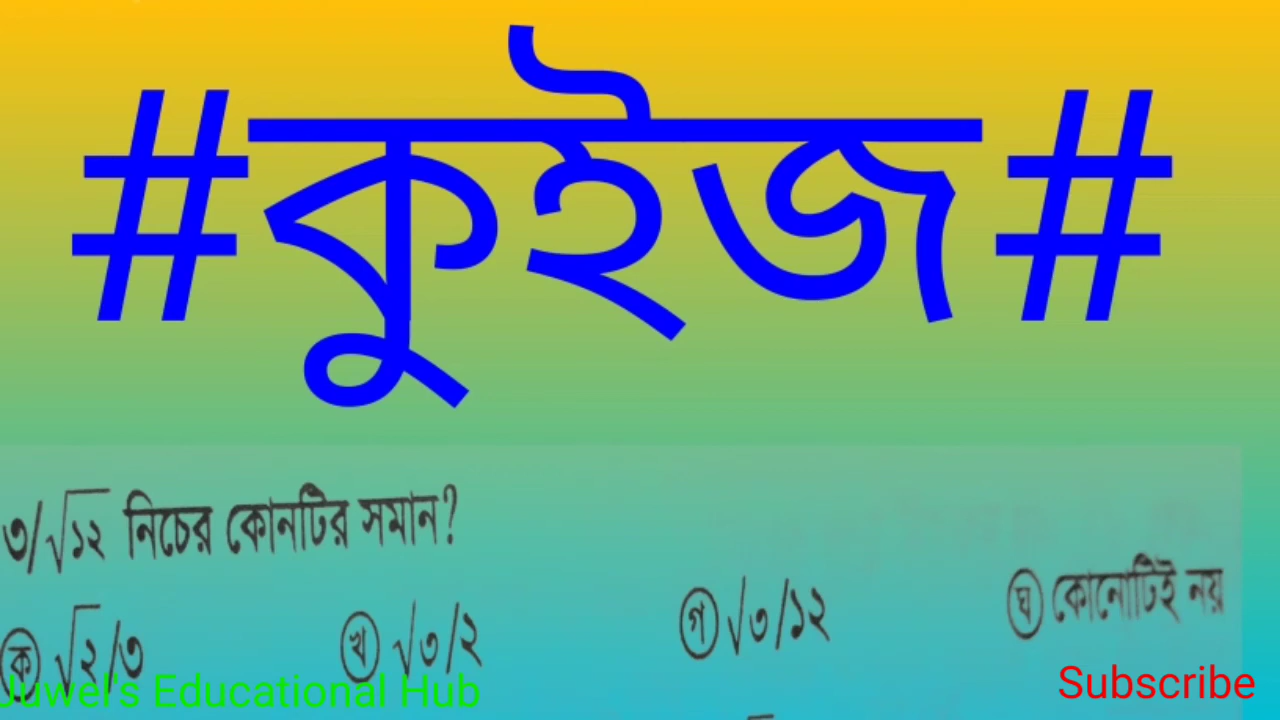 #কুইজ#
৩/√১২ নিচের কোনটির সমান?
ক √২/৩ খ √৩/২ গ √৩/১২ ঘ কোনোটিই নয়
Juwel's Educational Hub
Subscribe